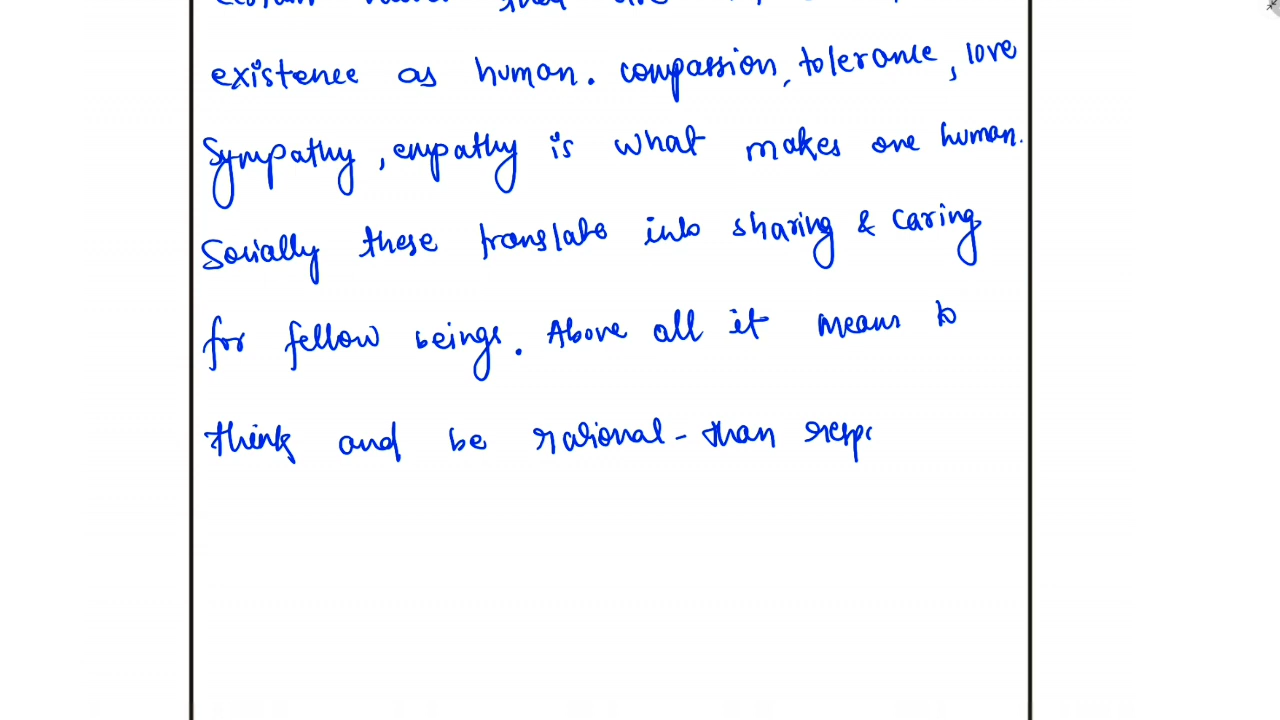 existence as human. compassion, tolerance, love
Sympathy, empathy is what makes one human.
Socially these translate into sharing & caring
for fellow beings. Above all it means to
think and be rational - than resp